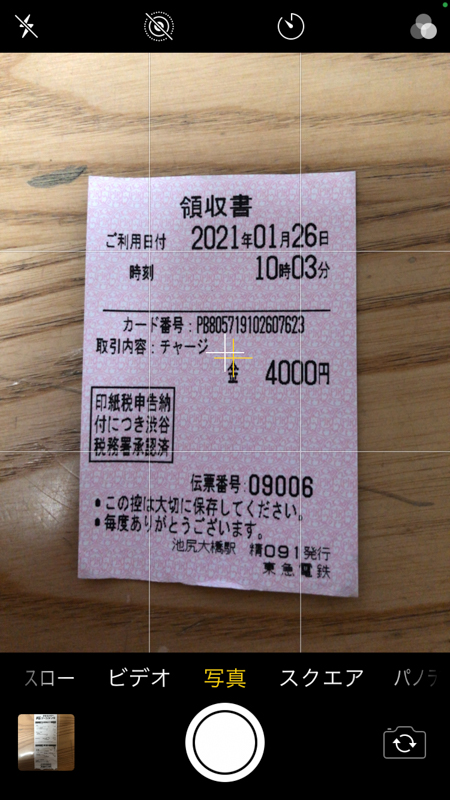 領収書
ご利用日付 2021年01月26日
時刻 10時03分
カード番号：PB805719102607623
取引内容：チャージ
金 4000円
印紙税申告納
付につき渋谷
税務署承認済
伝票番号 09006
•この控は大切に保存してください。
•毎度ありがとうございます。
池尻大橋駅 精091発行
東急電鉄
スロー ビデオ 写真 スクエア パノラ